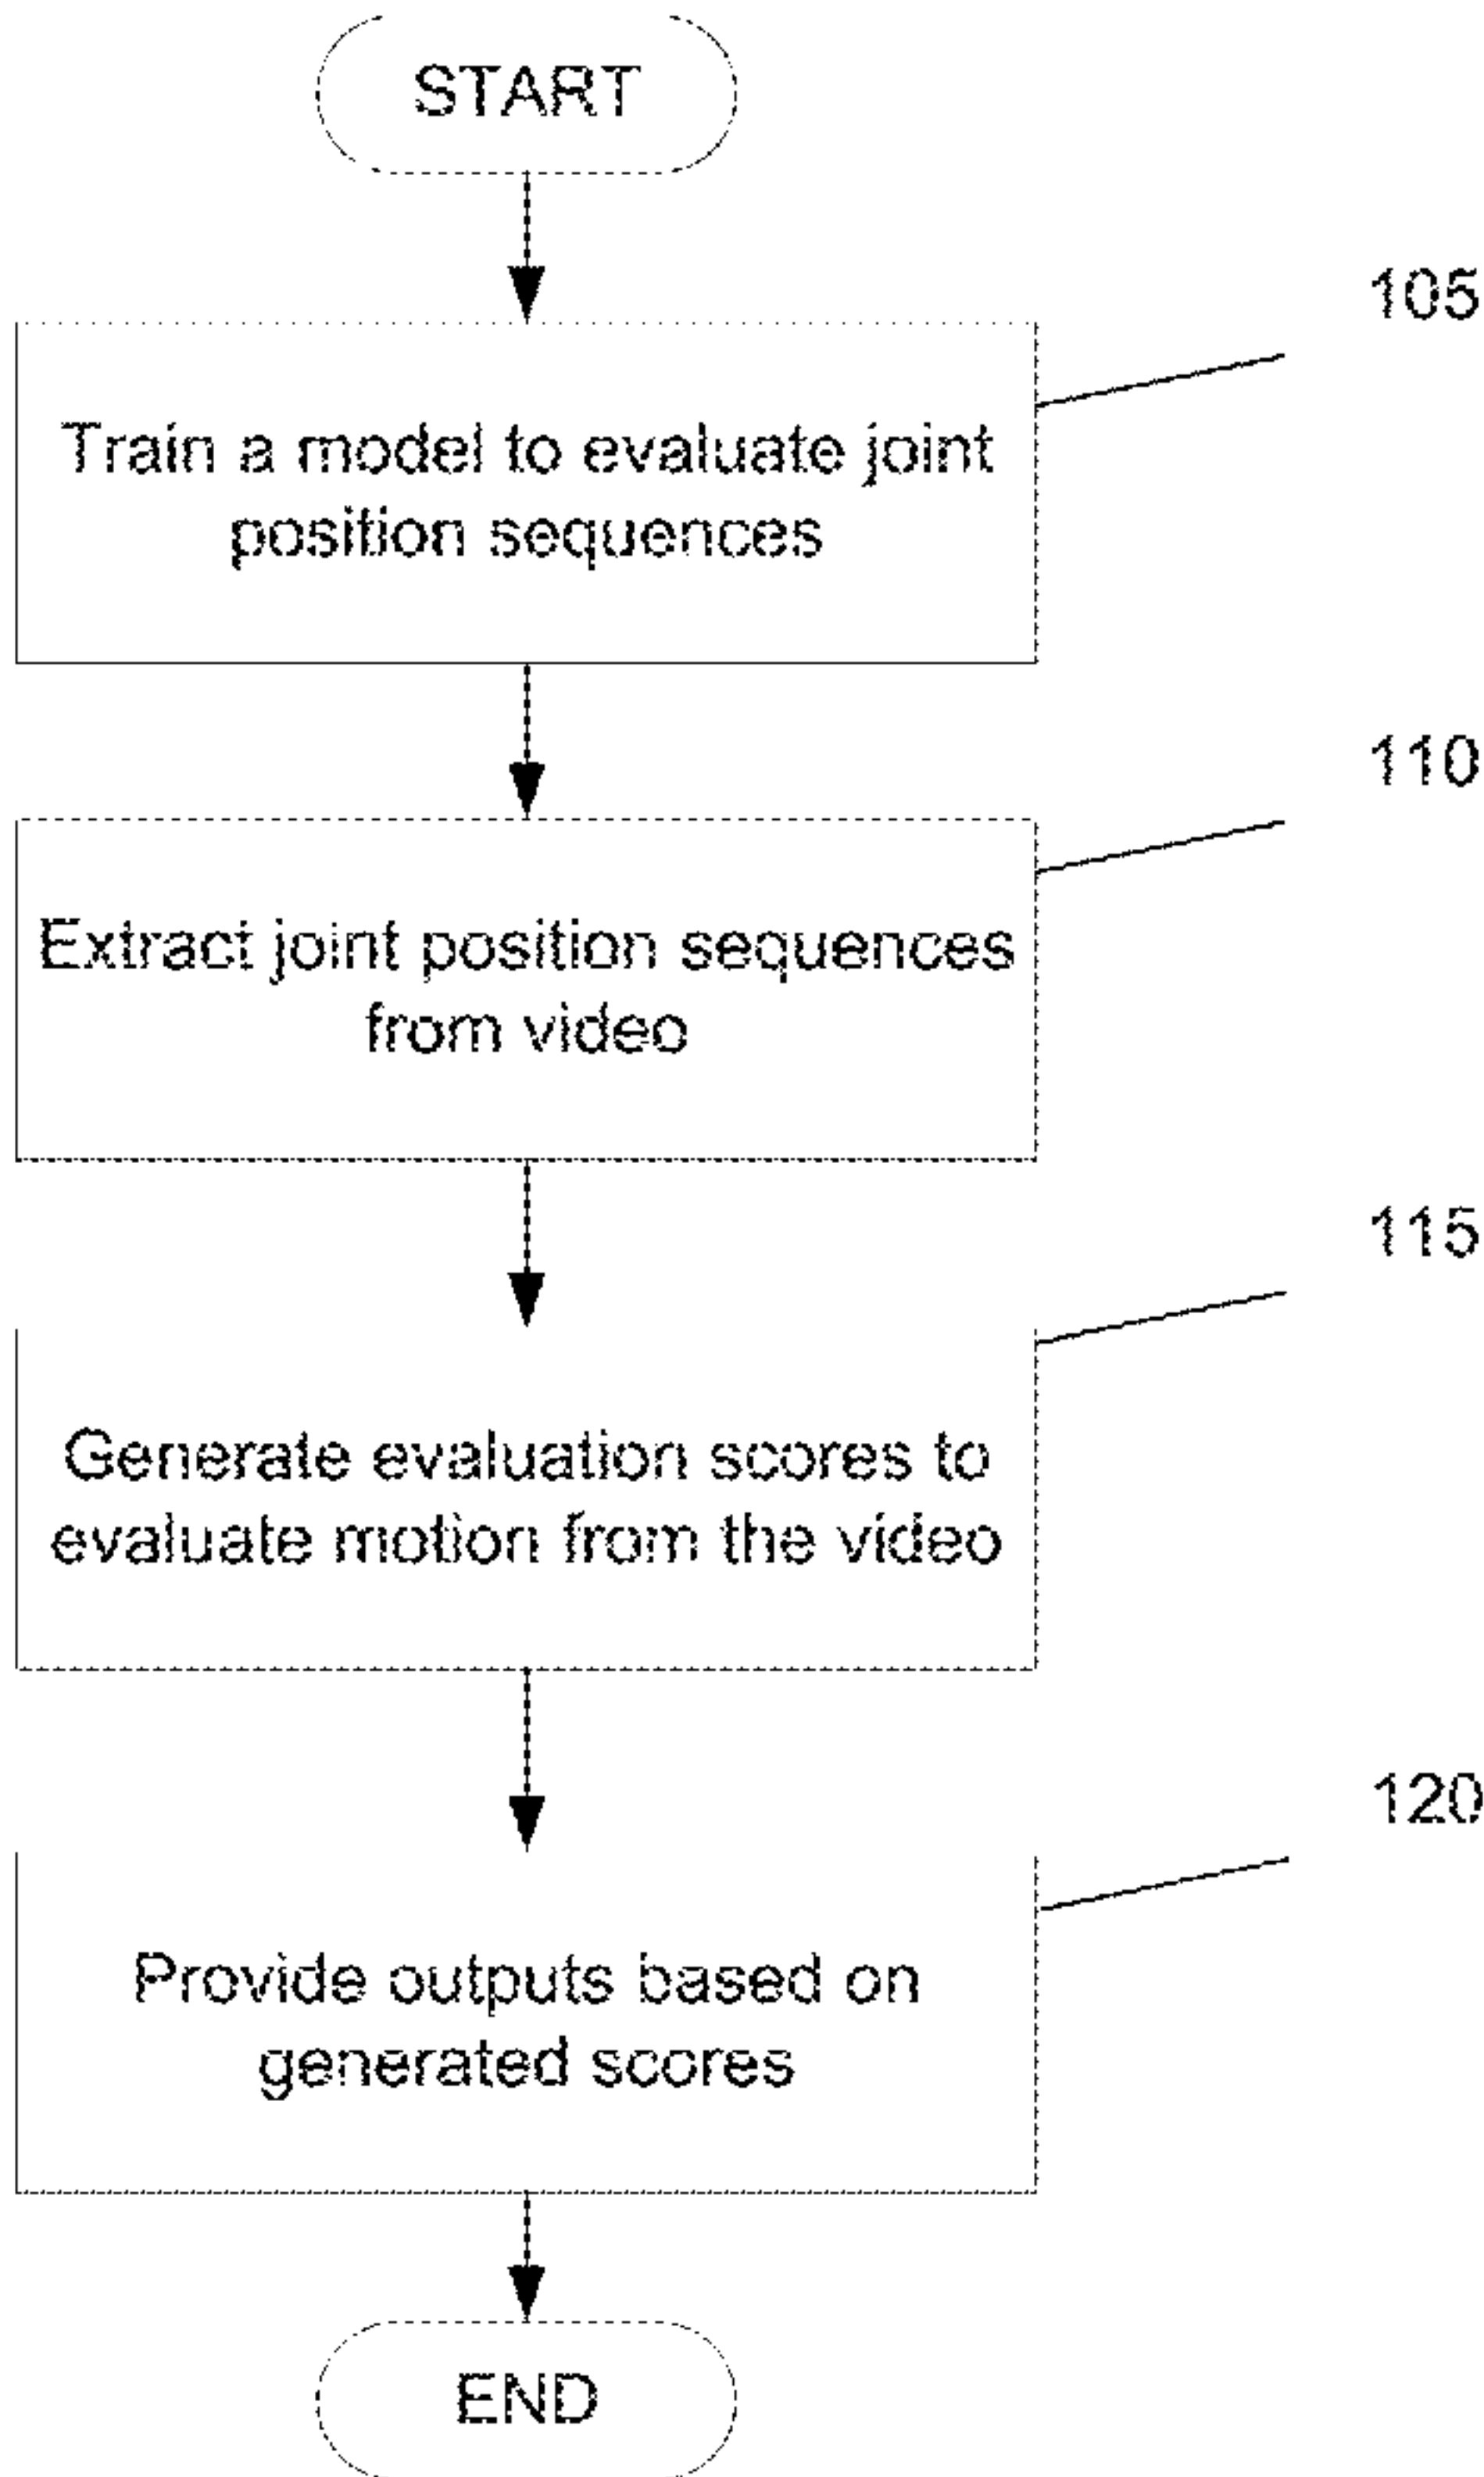 START
105
Train a model to evaluate joint
position sequences
110
Extract joint position sequences
from video
115
Generate evaluation scores to
evaluate motion from the video
120
Provide outputs based on
generated scores
END